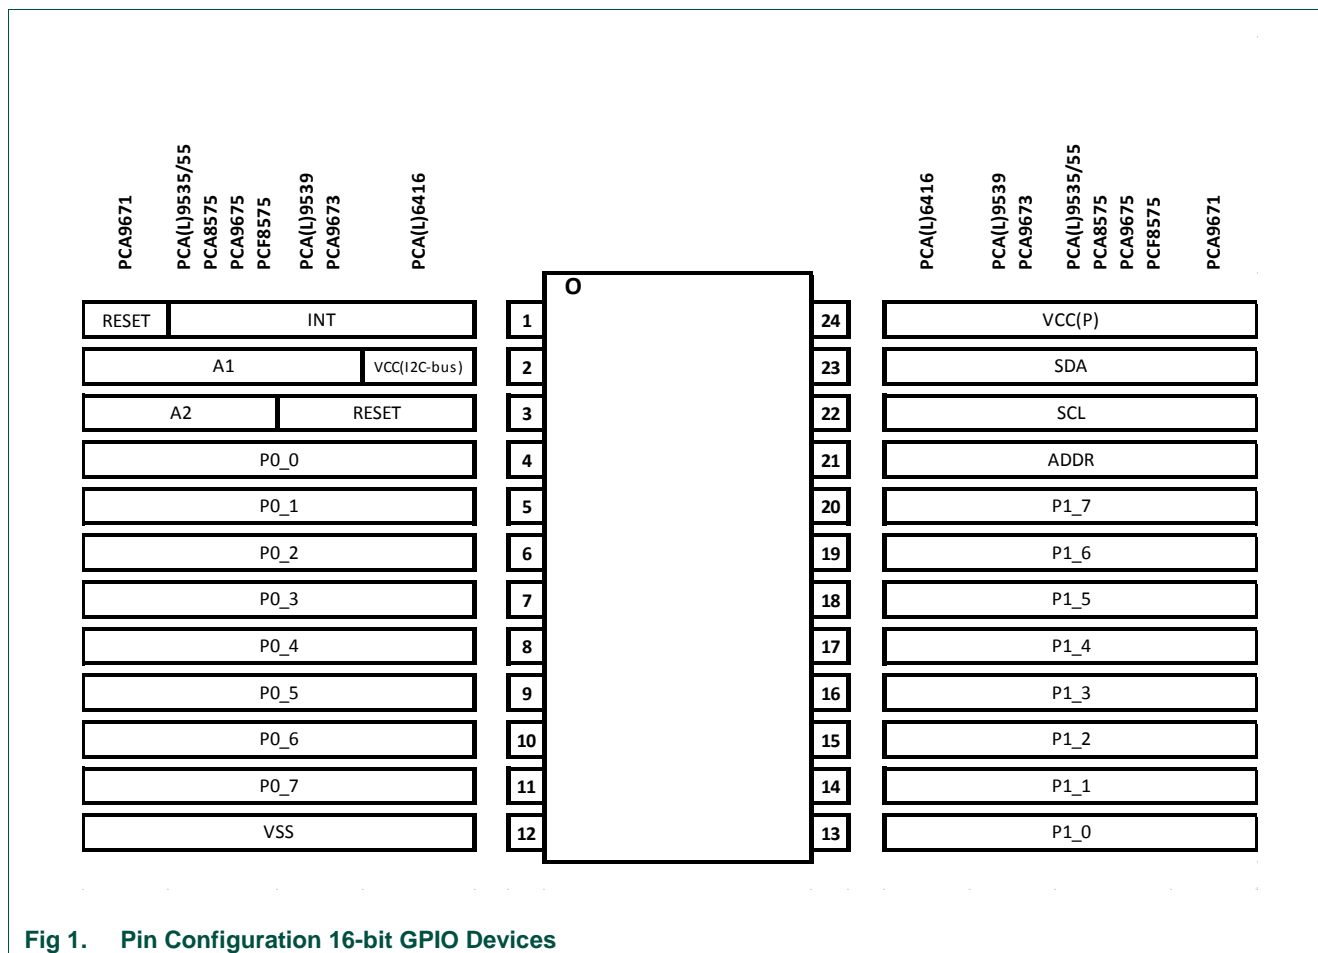 PCA9671
PCA(L)9535/55
PCA8575
PCA9675
PCF8575
PCA(L)9539
PCA9673
PCA(L)6416
PCA(L)6416
PCA(L)9539
PCA9673
PCA(L)9535/55
PCA8575
PCA9675
PCF8575
PCA9671
O
RESET INT 1 24 VCC(P)
A1 VCC(I2C-bus) 2 23 SDA
A2 RESET 3 22 SCL
P0_0 4 21 ADDR
P0_1 5 20 P1_7
P0_2 6 19 P1_6
P0_3 7 18 P1_5
P0_4 8 17 P1_4
P0_5 9 16 P1_3
P0_6 10 15 P1_2
P0_7 11 14 P1_1
VSS 12 13 P1_0
Fig 1. Pin Configuration 16-bit GPIO Devices